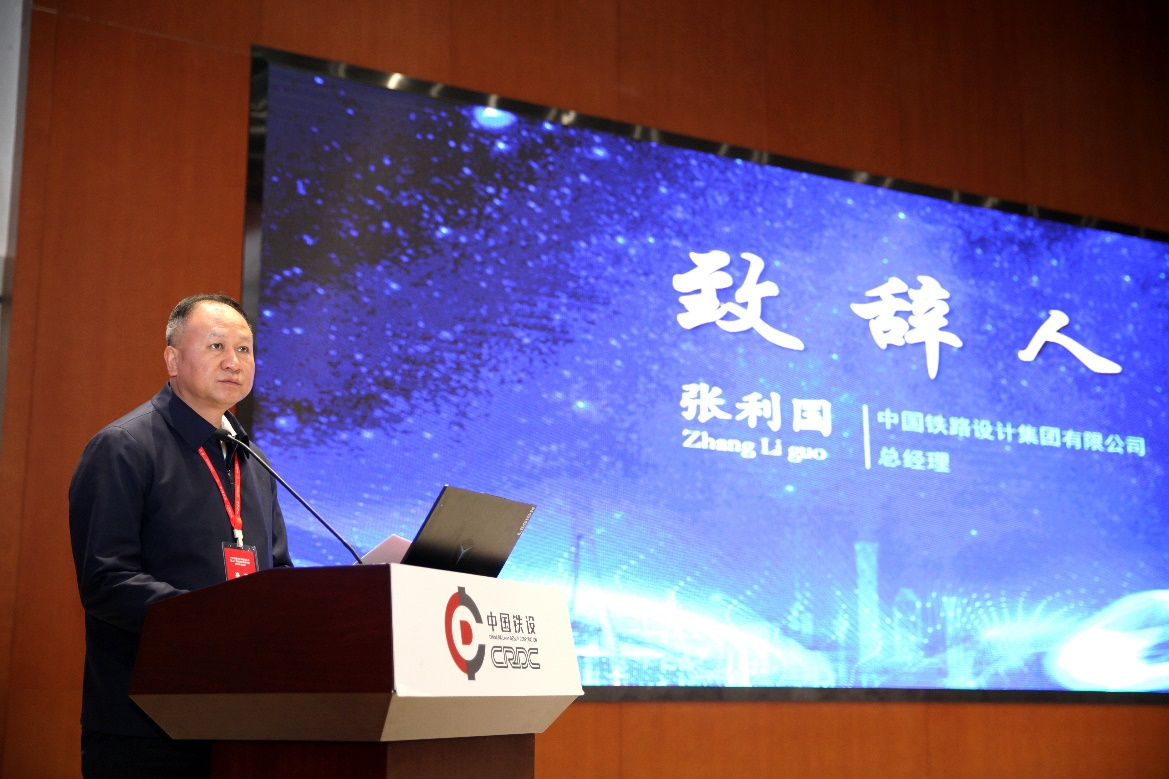 致辞人
张利国
Zhang Li guo
中国铁路设计集团有限公司
总经理
中国铁设
CRDC